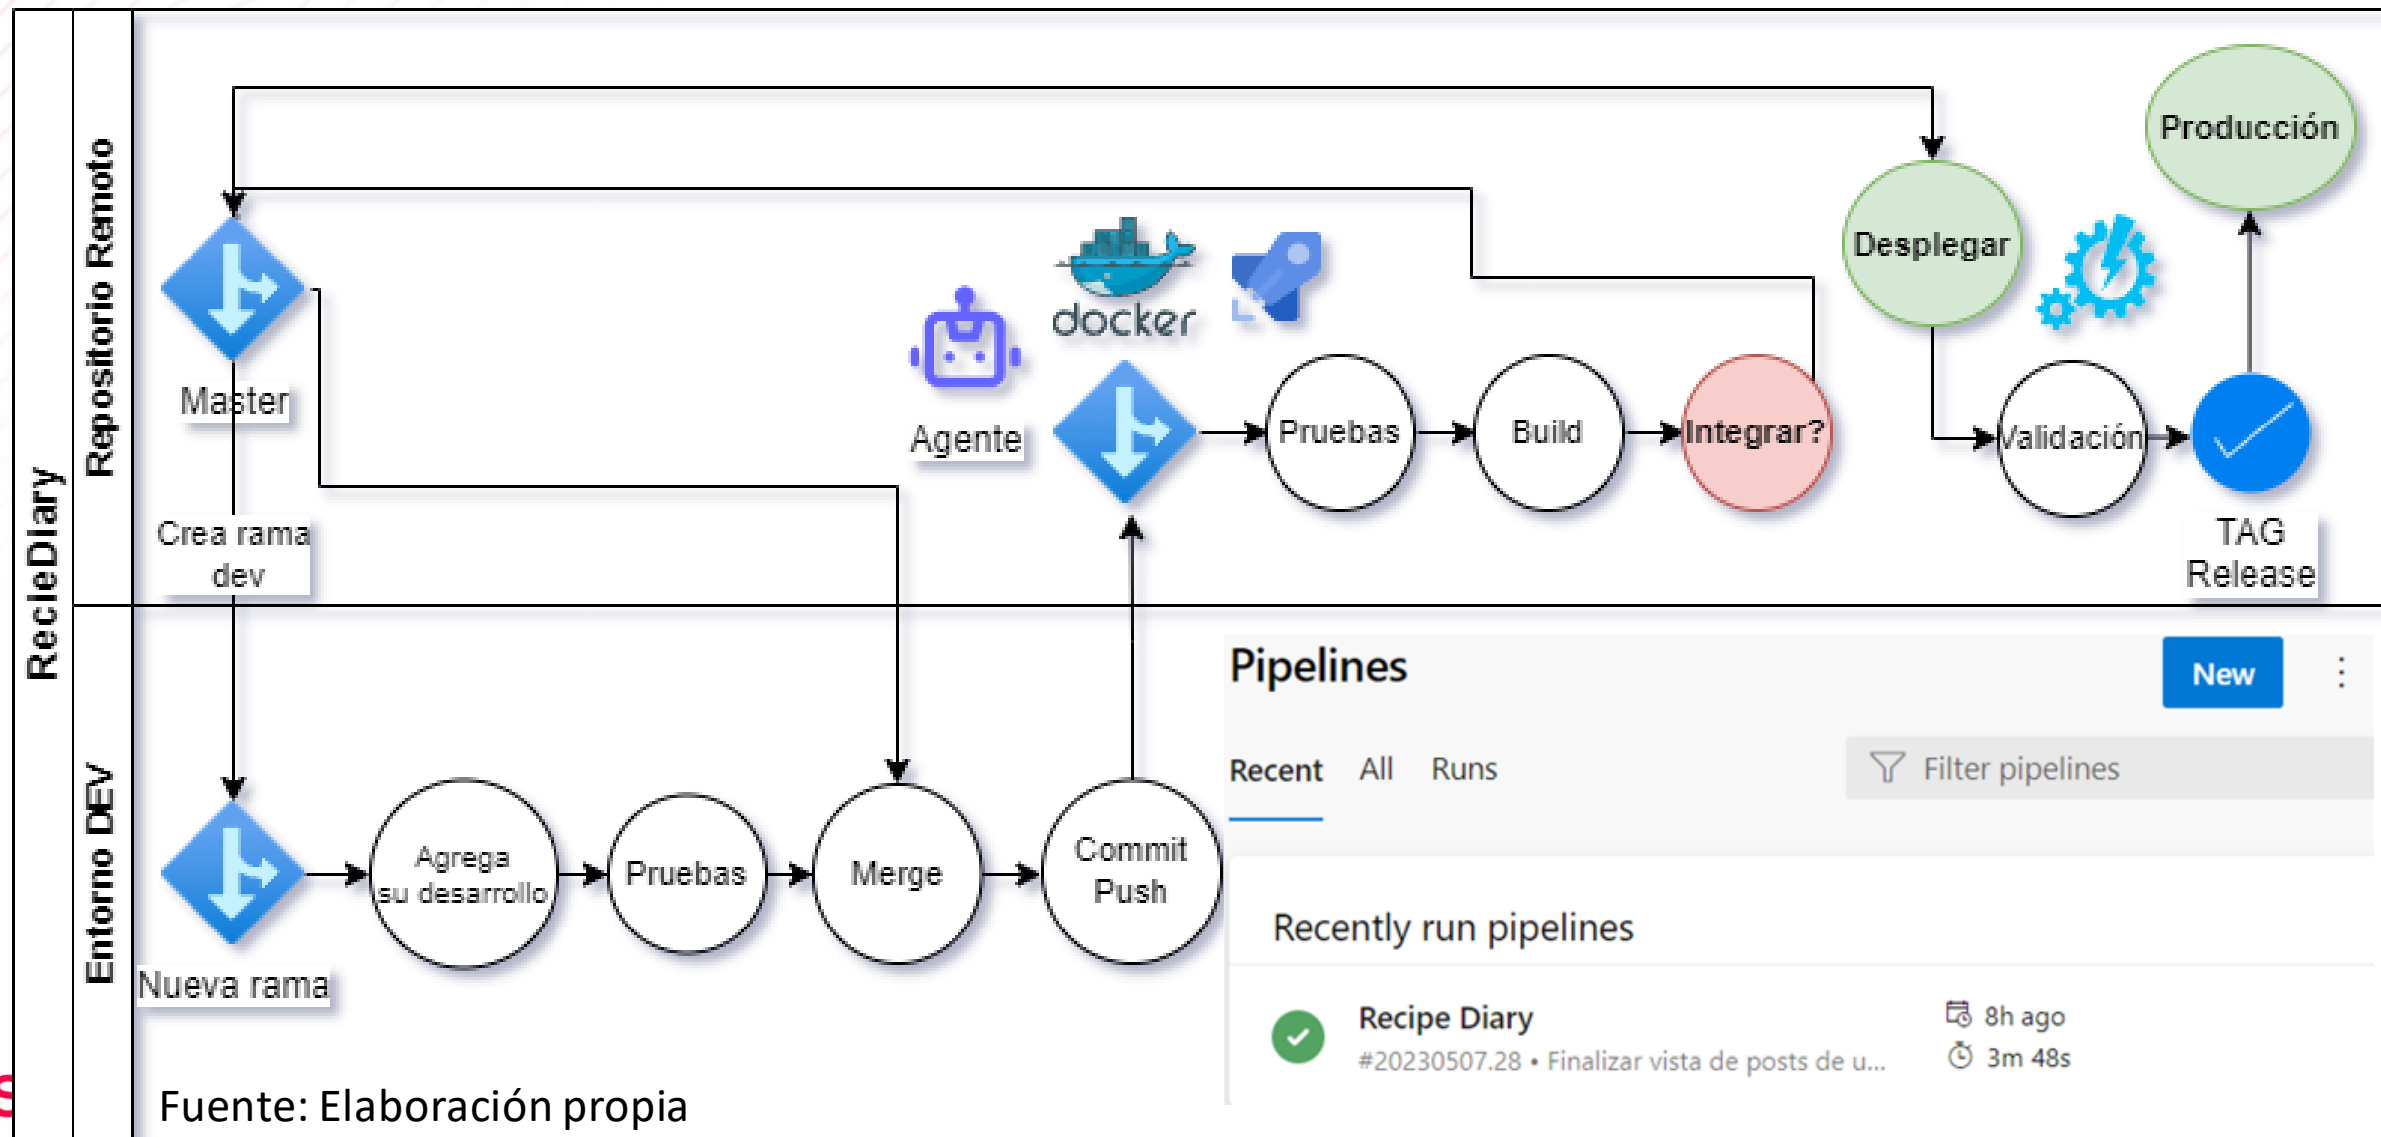 RecieDiary
Repositorio Remoto
Entorno DEV
Master
Crea rama
dev
Agente
docker
Pruebas
Build
Integrar?
Desplegar
Producción
Validación
TAG
Release
Nueva rama
Agrega
su desarrollo
Pruebas
Merge
Commit
Push
Pipelines
New
Recent All Runs
Filter pipelines
Recently run pipelines
Recipe Diary
8h ago
#20230507.28 • Finalizar vista de posts de u...
3m 48s
Fuente: Elaboración propia